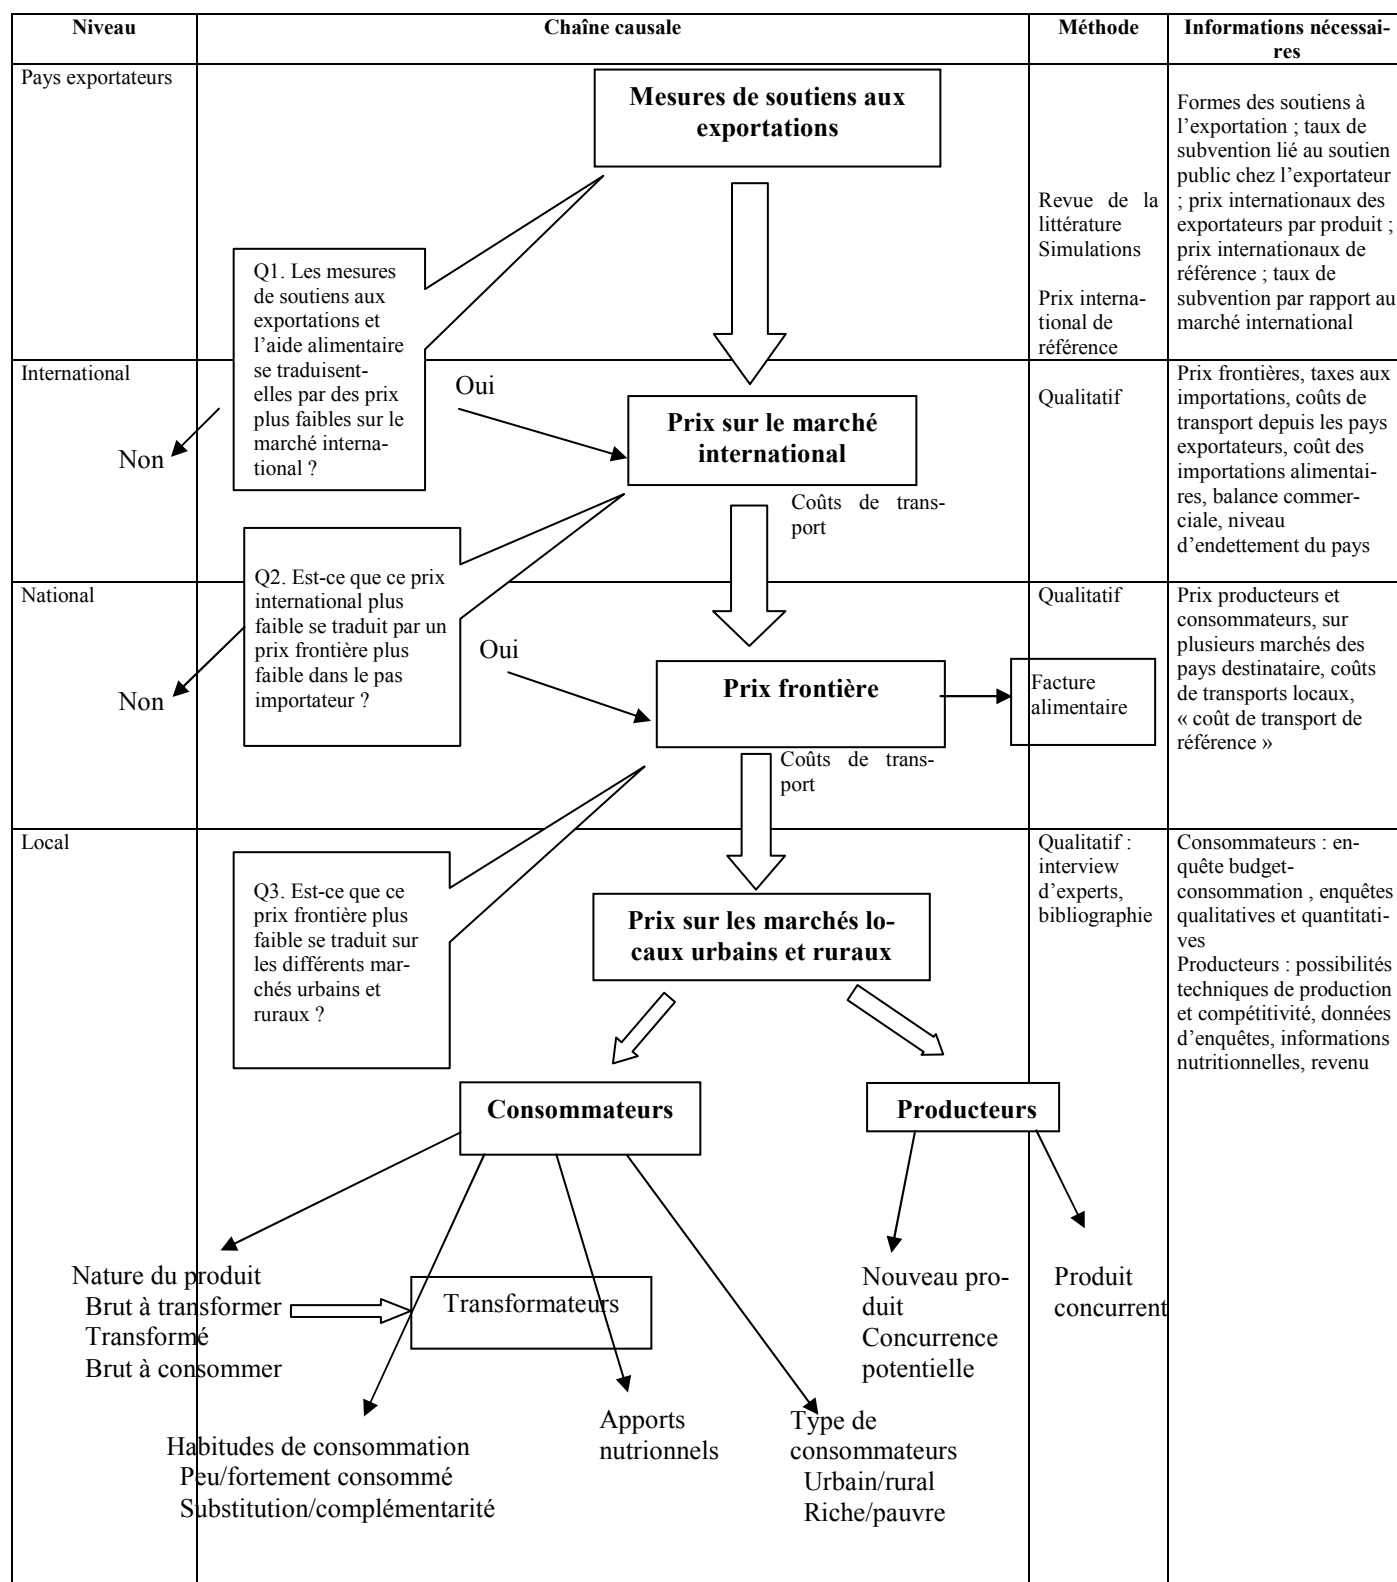 Niveau
Chaîne causale
Méthode
Informations nécessai-
res
Pays exportateurs
Mesures de soutiens aux
exportations
Revue de la
littérature
Simulations
Prix interna-
tional de
référence
Formes des soutiens à
l’exportation ; taux de
subvention lié au soutien
public chez l’exportateur
; prix internationaux des
exportateurs par produit ;
prix internationaux de
référence ; taux de
subvention par rapport au
marché international
Q1. Les mesures
de soutiens aux
exportations et
l’aide alimentaire
se traduisent-
elles par des prix
plus faibles sur le
marché interna-
tional ?
International
Non
Oui
Prix sur le marché
international
Coûts de trans-
port
Qualitatif
Prix frontières, taxes aux
importations, coûts de
transport depuis les pays
exportateurs, coût des
importations alimentai-
res, balance commer-
ciale, niveau
d’endettement du pays
Q2. Est-ce que ce prix
international plus
faible se traduit par un
prix frontière plus
faible dans le pas
importateur ?
National
Non
Oui
Prix frontière
Coûts de trans-
port
Qualitatif
Facture
alimentaire
Prix producteurs et
consommateurs, sur
plusieurs marchés des
pays destinataire, coûts
de transports locaux,
« coût de transport de
référence »
Local
Q3. Est-ce que ce
prix frontière plus
faible se traduit sur
les différents mar-
chés urbains et
ruraux ?
Prix sur les marchés lo-
caux urbains et ruraux
Qualitatif :
interview
d’experts,
bibliographie
Consommateurs : en-
quête budget-
consommation , enquêtes
qualitatives et quantitati-
ves
Producteurs : possibilités
techniques de production
et compétitivité, données
d’enquêtes, informations
nutritionnelles, revenu
Consommateurs
Producteurs
Nature du produit
Brut à transformer
Transformé
Brut à consommer
Transformateurs
Nouveau pro-
duit
Concurrence
potentielle
Produit
concurrent
Habitudes de consommation
Peu/fortement consommé
Substitution/complémentarité
Apports
nutrionnels
Type de
consommateurs
Urbain/rural
Riche/pauvre